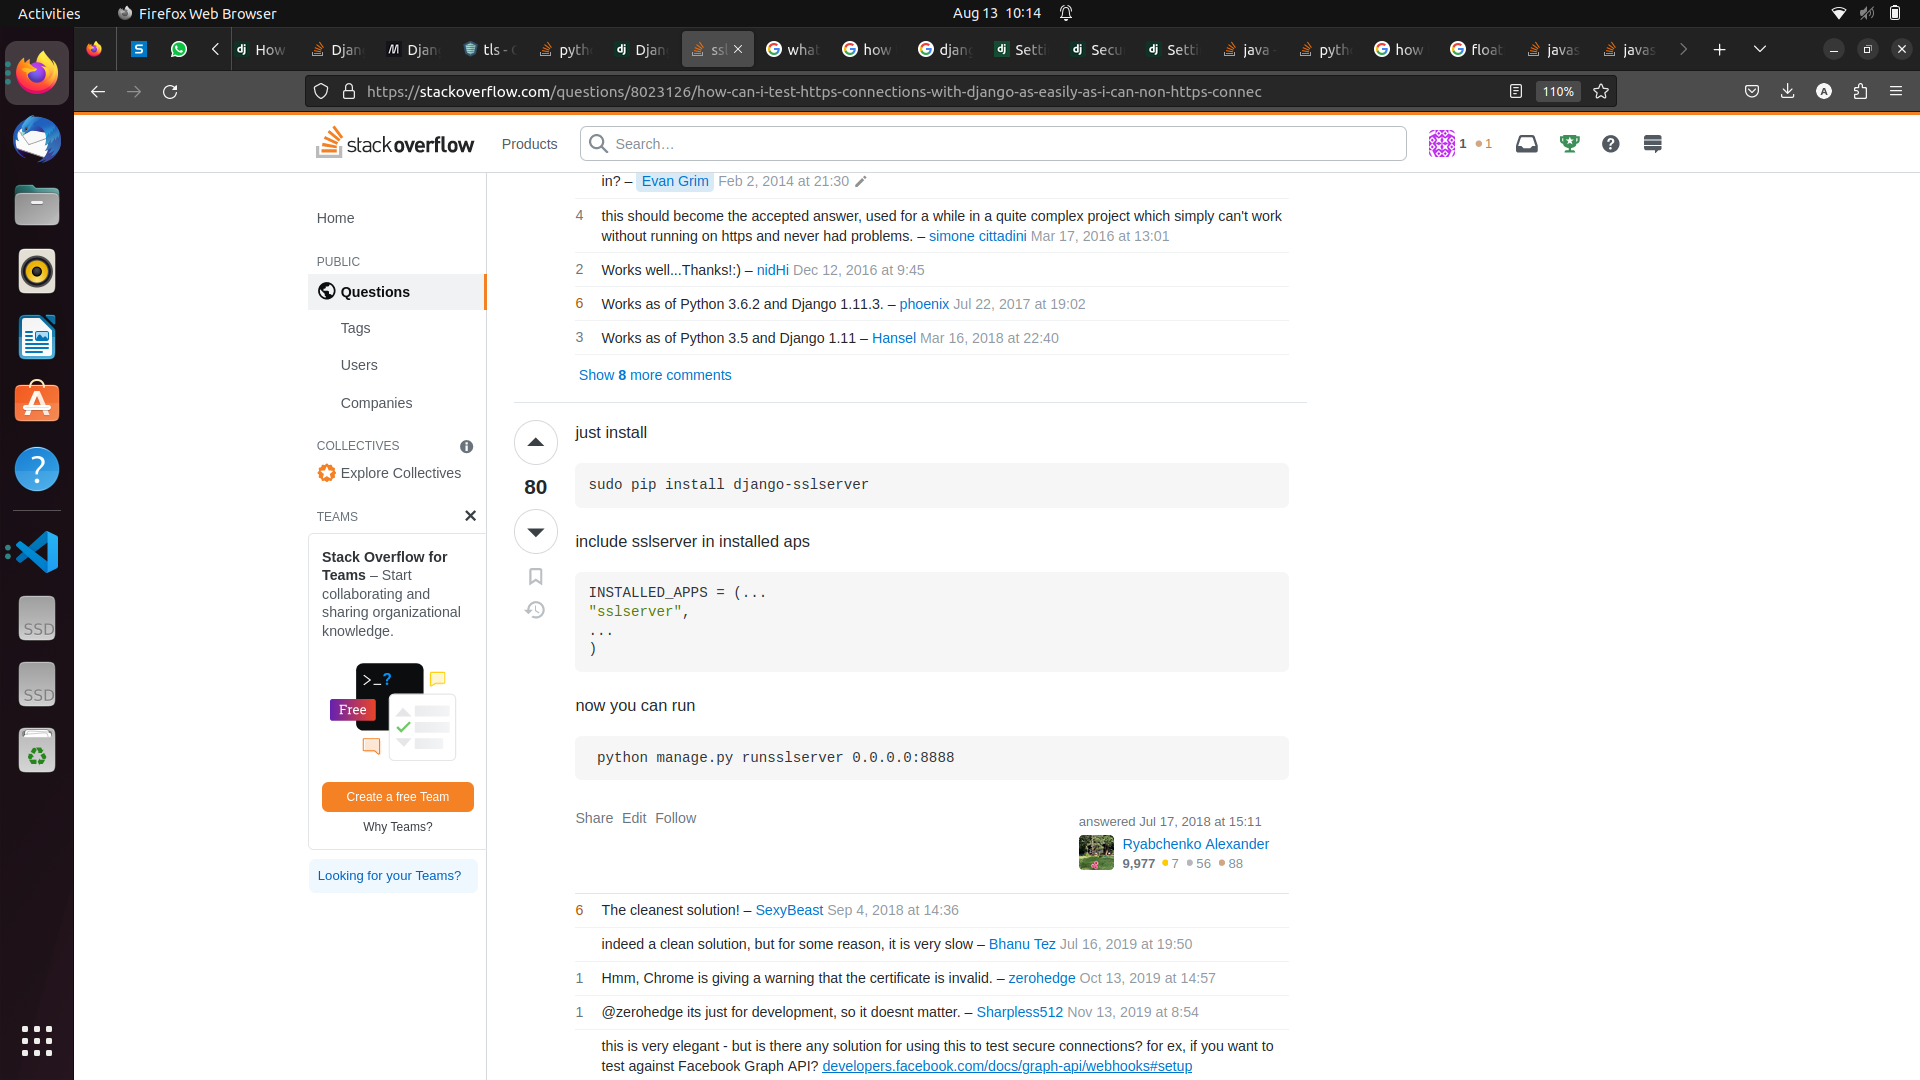 Activities
Firefox Web Browser
Aug 13 10:14
How
Djan
Djan
tls - C
pyth
Djan
ssl
what
how
djang
Setti
Secu
Setti
java -
pyth
how
float
javas
javas
https://stackoverflow.com/questions/8023126/how-can-i-test-https-connections-with-django-as-easily-as-i-can-non-https-connec
110%
stackoverflow
Products
Search...
1
1
Home
PUBLIC
Questions
Tags
Users
Companies
COLLECTIVES
Explore Collectives
TEAMS
Stack Overflow for
Teams – Start
collaborating and
sharing organizational
knowledge.
>_?
Free
Create a free Team
Why Teams?
Looking for your Teams?
SSD
SSD
in? – Evan Grim Feb 2, 2014 at 21:30
4 this should become the accepted answer, used for a while in a quite complex project which simply can't work
without running on https and never had problems. – simone cittadini Mar 17, 2016 at 13:01
2 Works well...Thanks!:) – nidHi Dec 12, 2016 at 9:45
6 Works as of Python 3.6.2 and Django 1.11.3. – phoenix Jul 22, 2017 at 19:02
3 Works as of Python 3.5 and Django 1.11 – Hansel Mar 16, 2018 at 22:40
Show 8 more comments
80
just install
sudo pip install django-sslserver
include sslserver in installed aps
INSTALLED_APPS = (...
"sslserver",
...
)
now you can run
python manage.py runsslserver 0.0.0.0:8888
Share Edit Follow
answered Jul 17, 2018 at 15:11
Ryabchenko Alexander
9,977 7 56 88
6 The cleanest solution! – SexyBeast Sep 4, 2018 at 14:36
indeed a clean solution, but for some reason, it is very slow – Bhanu Tez Jul 16, 2019 at 19:50
1 Hmm, Chrome is giving a warning that the certificate is invalid. – zerohedge Oct 13, 2019 at 14:57
1 @zerohedge its just for development, so it doesnt matter. – Sharpless512 Nov 13, 2019 at 8:54
this is very elegant - but is there any solution for using this to test secure connections? for ex, if you want to
test against Facebook Graph API? developers.facebook.com/docs/graph-api/webhooks#setup